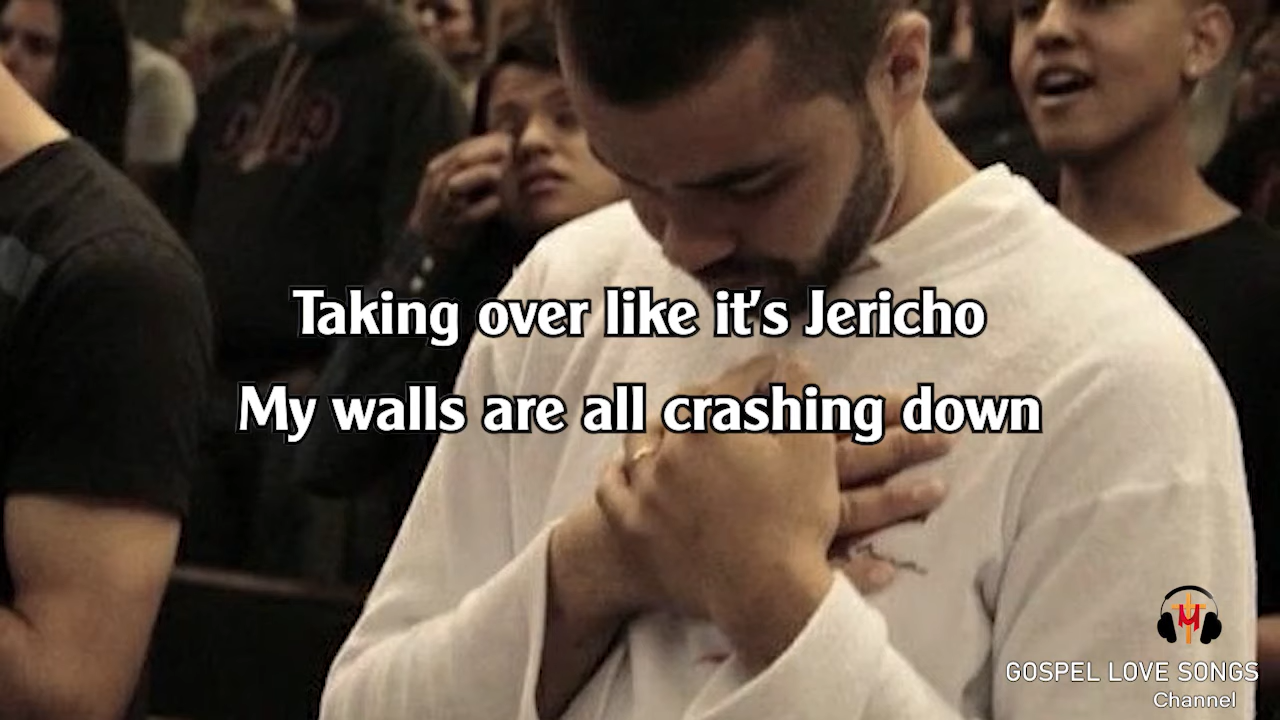 Taking over like it's Jericho
My walls are all crashing down
GOSPEL LOVE SONGS
Channel